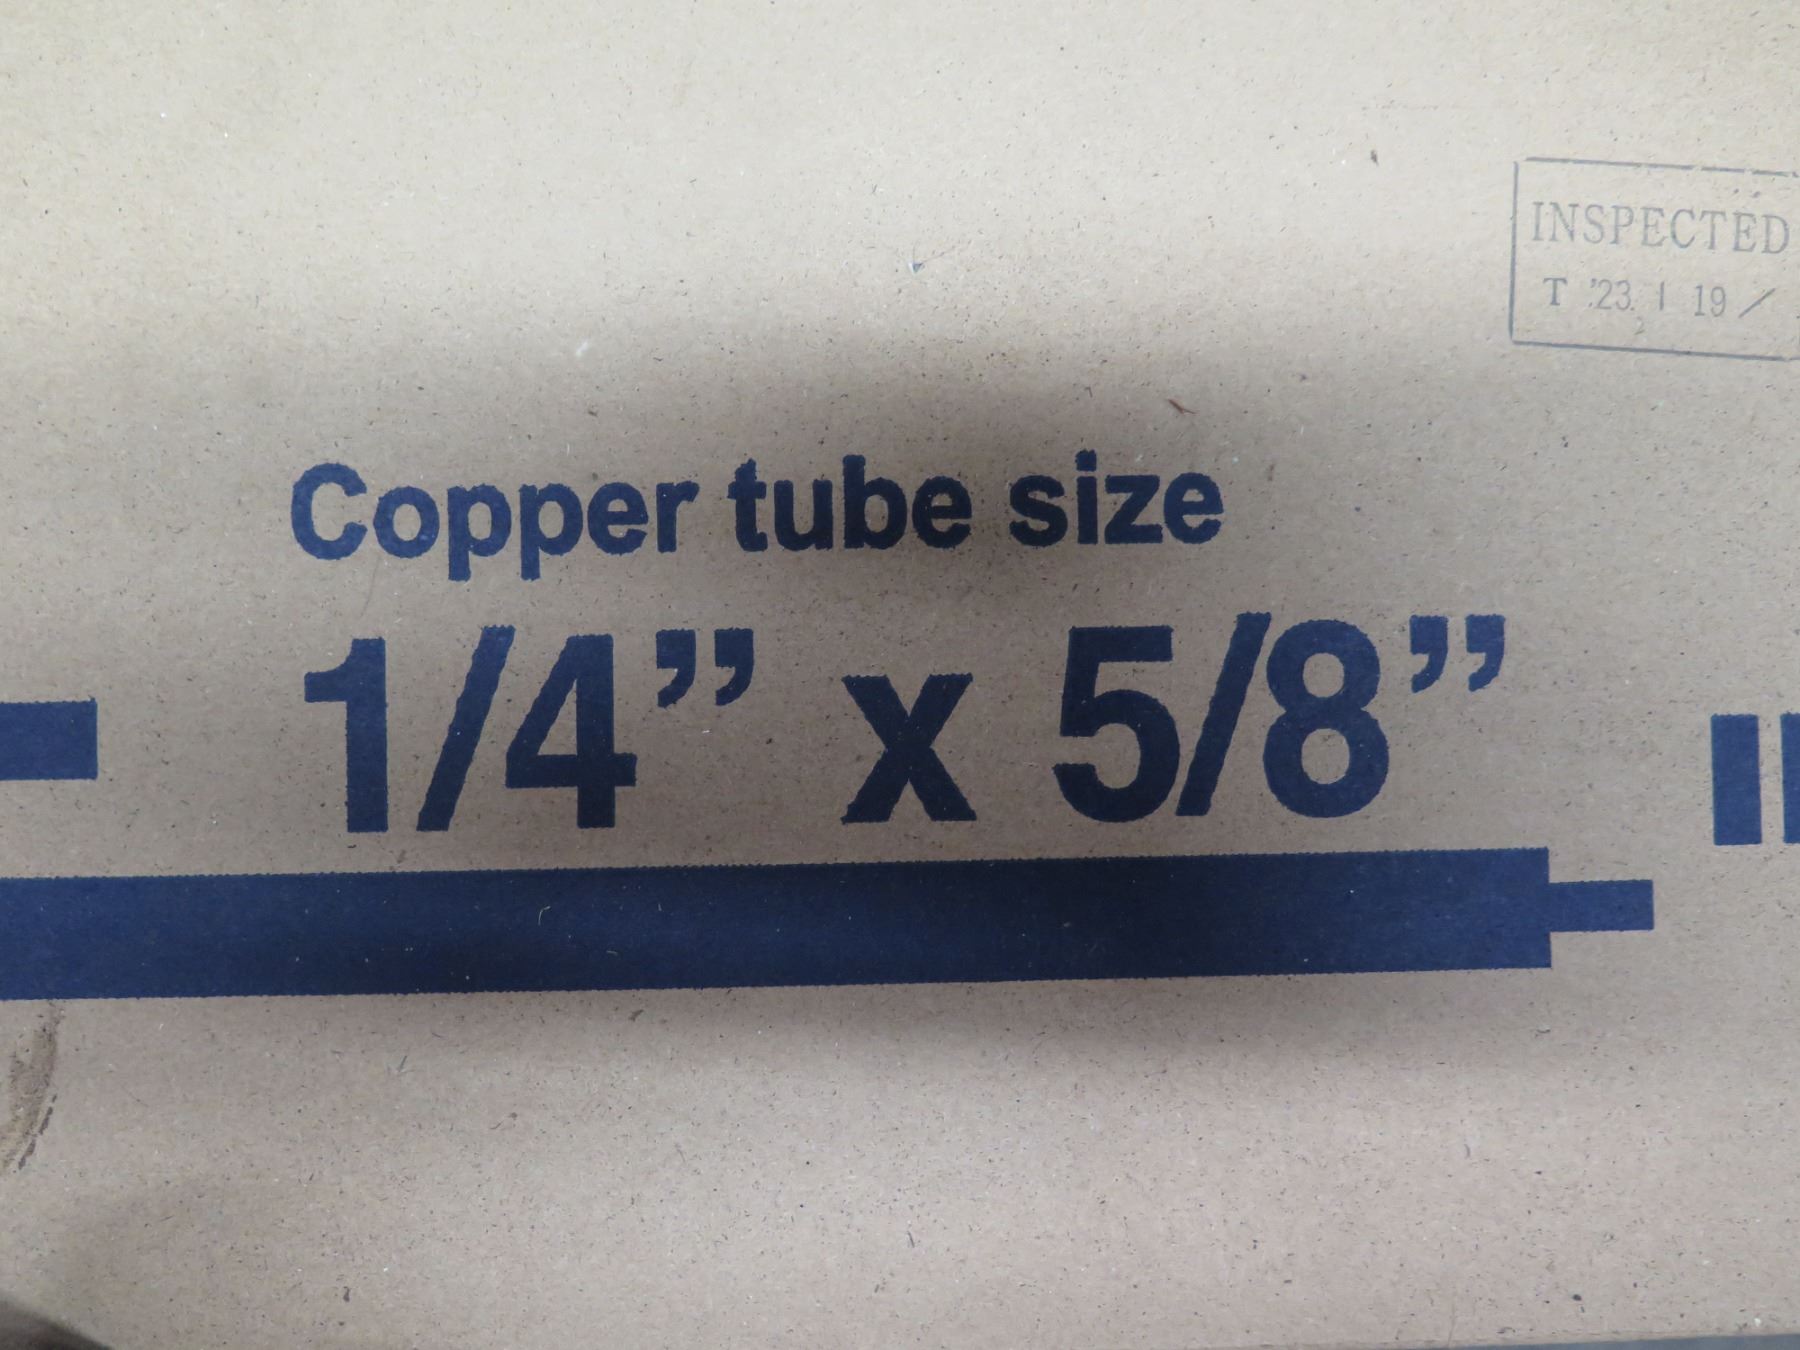 INSPECTED
T '23. 1 19 /
Copper tube size
1/4” x 5/8”